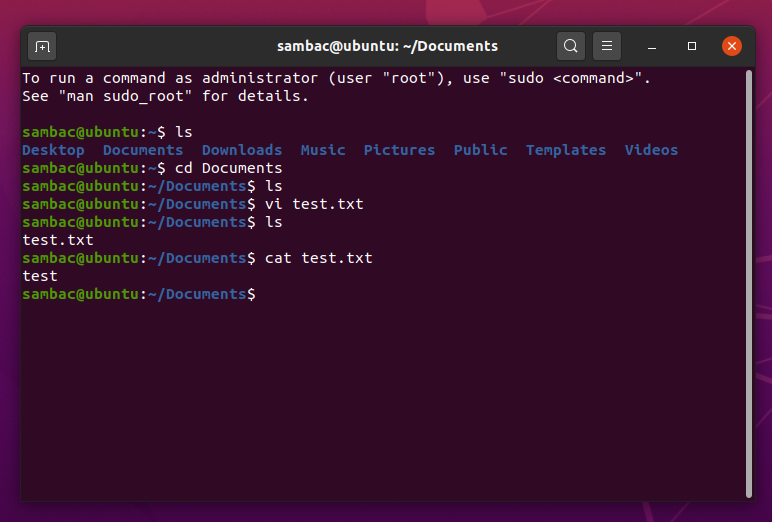 sambac@ubuntu: ~/Documents
To run a command as administrator (user "root"), use "sudo <command>".
See "man sudo_root" for details.
sambac@ubuntu:~$ ls
Desktop  Documents  Downloads  Music  Pictures  Public  Templates  Videos
sambac@ubuntu:~$ cd Documents
sambac@ubuntu:~/Documents$ ls
sambac@ubuntu:~/Documents$ vi test.txt
sambac@ubuntu:~/Documents$ ls
test.txt
sambac@ubuntu:~/Documents$ cat test.txt
test
sambac@ubuntu:~/Documents$